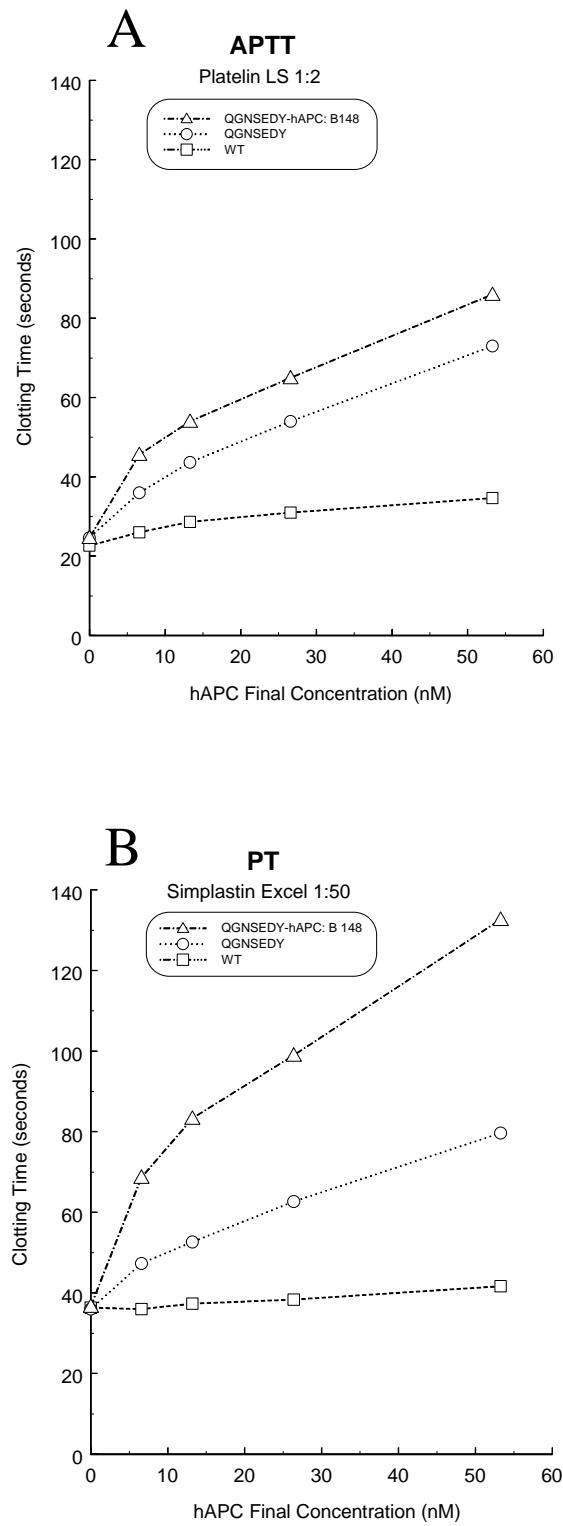 A
APTT
Platelin LS 1:2
QGNSEDY-hAPC: B148
QGNSEDY
WT
140
120
100
80
60
40
20
0
Clotting Time (seconds)
0 10 20 30 40 50 60
hAPC Final Concentration (nM)
B
PT
Simplastin Excel 1:50
QGNSEDY-hAPC: B 148
QGNSEDY
WT
140
120
100
80
60
40
20
0
Clotting Time (seconds)
0 10 20 30 40 50 60
hAPC Final Concentration (nM)